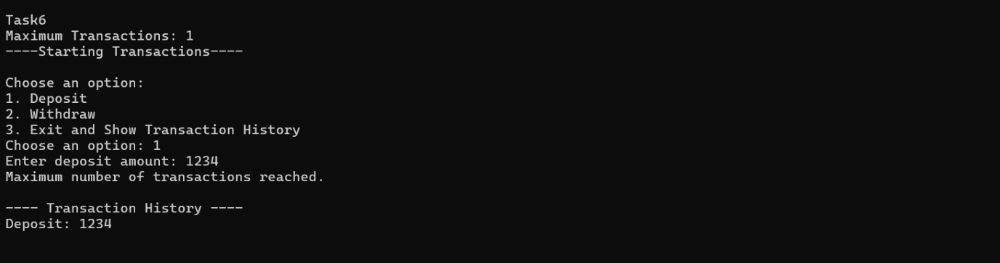 Task6
Maximum Transactions: 1
----Starting Transactions----
Choose an option:
1. Deposit
2. Withdraw
3. Exit and Show Transaction History
Choose an option: 1
Enter deposit amount: 1234
Maximum number of transactions reached.
---- Transaction History ----
Deposit: 1234